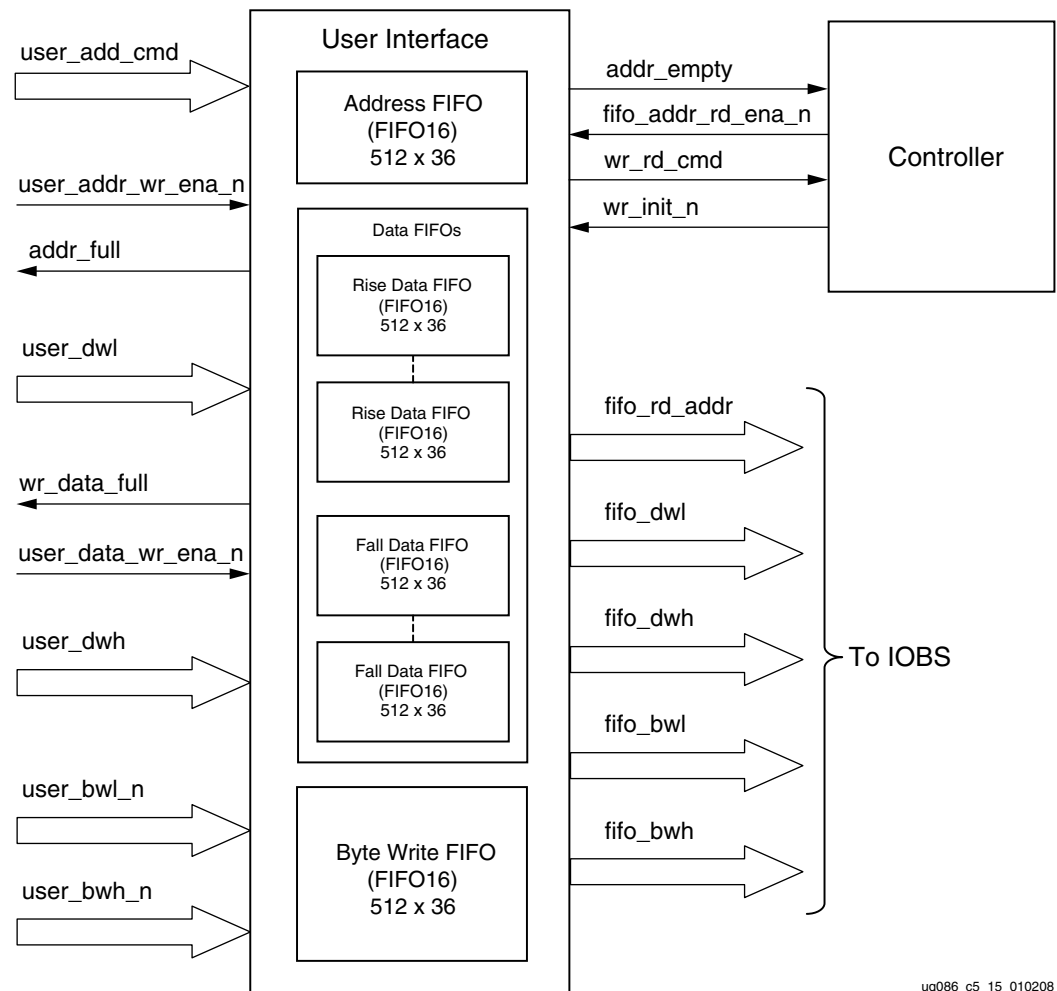 user_add_cmd
user_addr_wr_ena_n
addr_full
user_dwl
wr_data_full
user_data_wr_ena_n
user_dwh
user_bwl_n
user_bwh_n
User Interface
Address FIFO
(FIFO16)
512 x 36
Data FIFOs
Rise Data FIFO
(FIFO16)
512 x 36
Rise Data FIFO
(FIFO16)
512 x 36
Fall Data FIFO
(FIFO16)
512 x 36
Fall Data FIFO
(FIFO16)
512 x 36
Byte Write FIFO
(FIFO16)
512 x 36
addr_empty
fifo_addr_rd_ena_n
wr_rd_cmd
wr_init_n
Controller
fifo_rd_addr
fifo_dwl
fifo_dwh
fifo_bwl
fifo_bwh
To IOBS
ug086_c5_15_010208